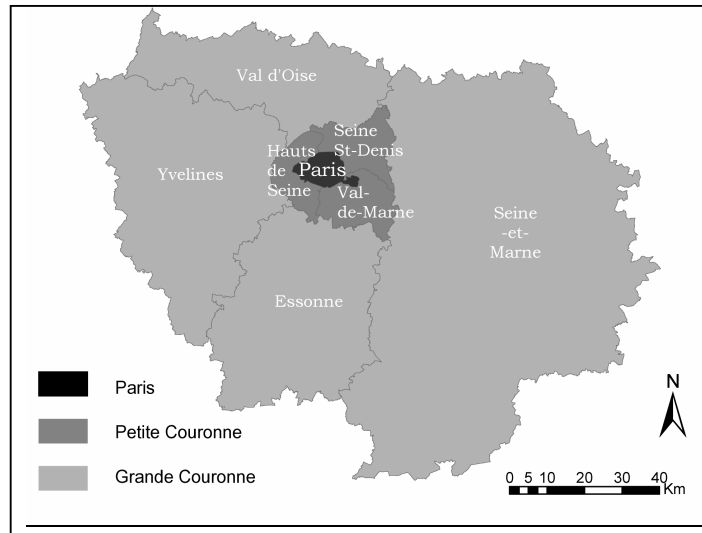 Val d'Oise
Seine
St-Denis
Hauts
de
Seine
Paris
Yvelines
Val-
de-Marne
Seine
-et-
Marne
Essonne
Paris
Petite Couronne
Grande Couronne
N
0 5 10 20 30 40
Km